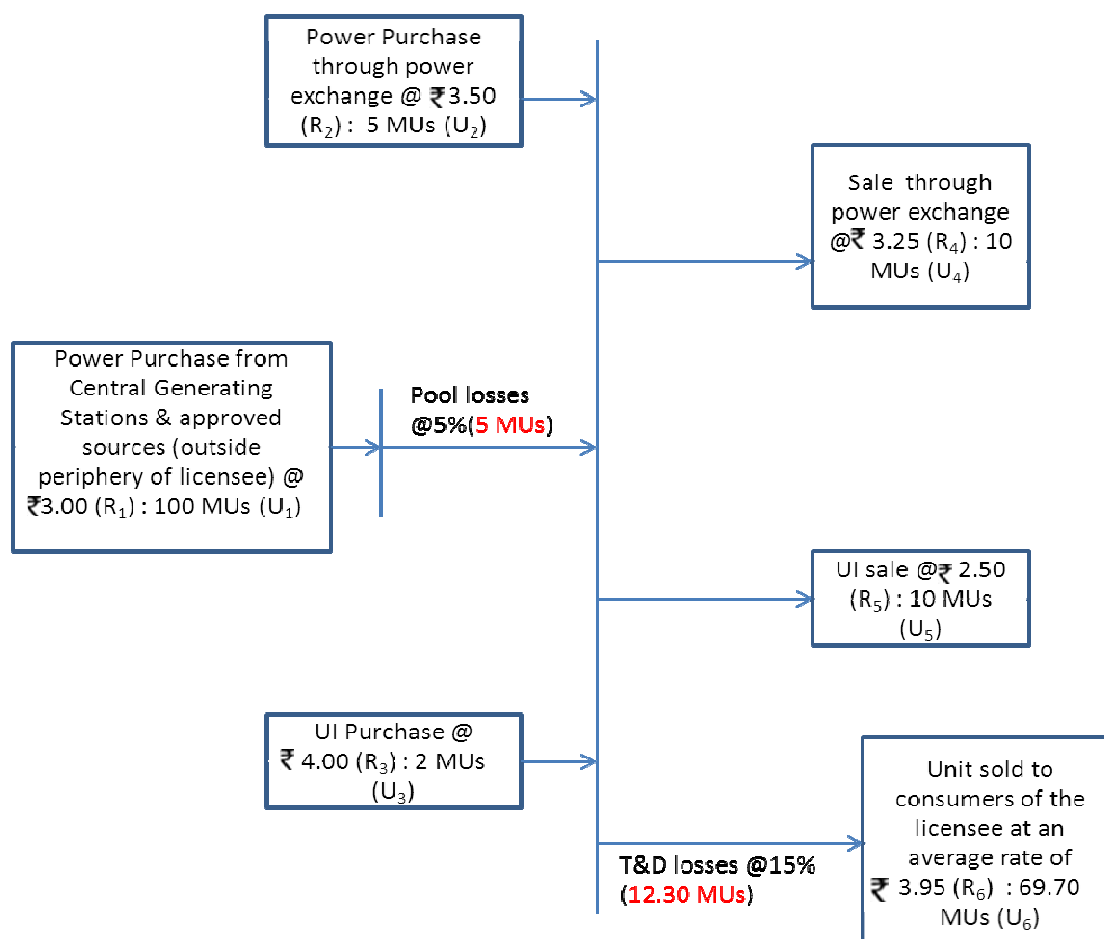 Power Purchase
through power
exchange @ ₹3.50
(R₂) : 5 MUs (U₂)
Sale through
power exchange
@₹ 3.25 (R₄) : 10
MUs (U₄)
Power Purchase from
Central Generating
Stations & approved
sources (outside
periphery of licensee) @
₹3.00 (R₁) : 100 MUs (U₁)
Pool losses
@5%(5 MUs)
UI sale @₹ 2.50
(R₅) : 10 MUs
(U₅)
UI Purchase @
₹ 4.00 (R₃) : 2 MUs
(U₃)
T&D losses @15%
(12.30 MUs)
Unit sold to
consumers of the
licensee at an
average rate of
₹ 3.95 (R₆) : 69.70
MUs (U₆)